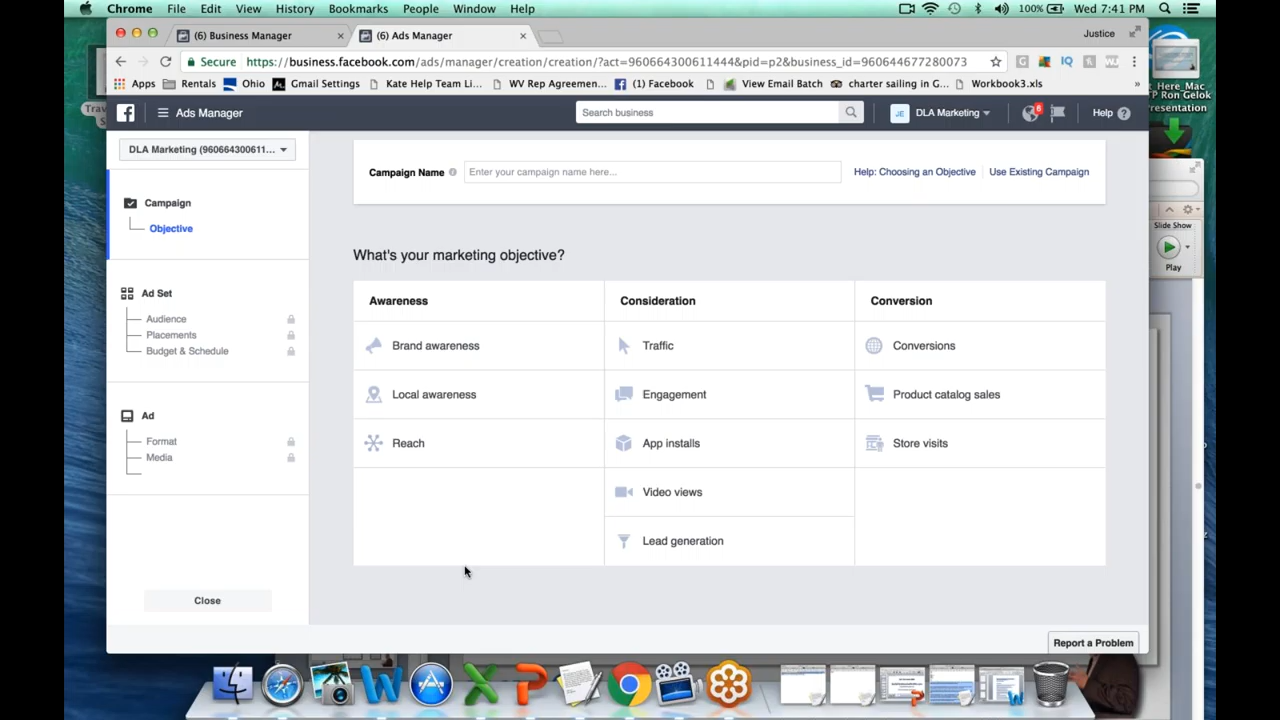 Chrome File Edit View History Bookmarks People Window Help 100% Wed 7:41 PM
(6) Business Manager × (6) Ads Manager × Justice
Secure https://business.facebook.com/ads/manager/creation/creation/?act=960664300611444&pid=p2&business_id=960644677280073
Apps Rentals Ohio Gmail Settings Kate Help Team WV Rep Agreemen... (1) Facebook View Email Batch charter sailing in G... Workbook3.xls »
t_Here_Mac
P Ron Gelok
resentation
Trav
Ads Manager Search business DLA Marketing 6 Help ?
DLA Marketing (96066430061​1...
Campaign Name Enter your campaign name here... Help: Choosing an Objective Use Existing Campaign
Campaign
Objective
Slide Show
Play
What's your marketing objective?
Ad Set
Audience
Placements
Budget & Schedule
Awareness Consideration Conversion
Brand awareness Traffic Conversions
Local awareness Engagement Product catalog sales
Reach App installs Store visits
Video views
Lead generation
Ad
Format
Media
Close
Report a Problem